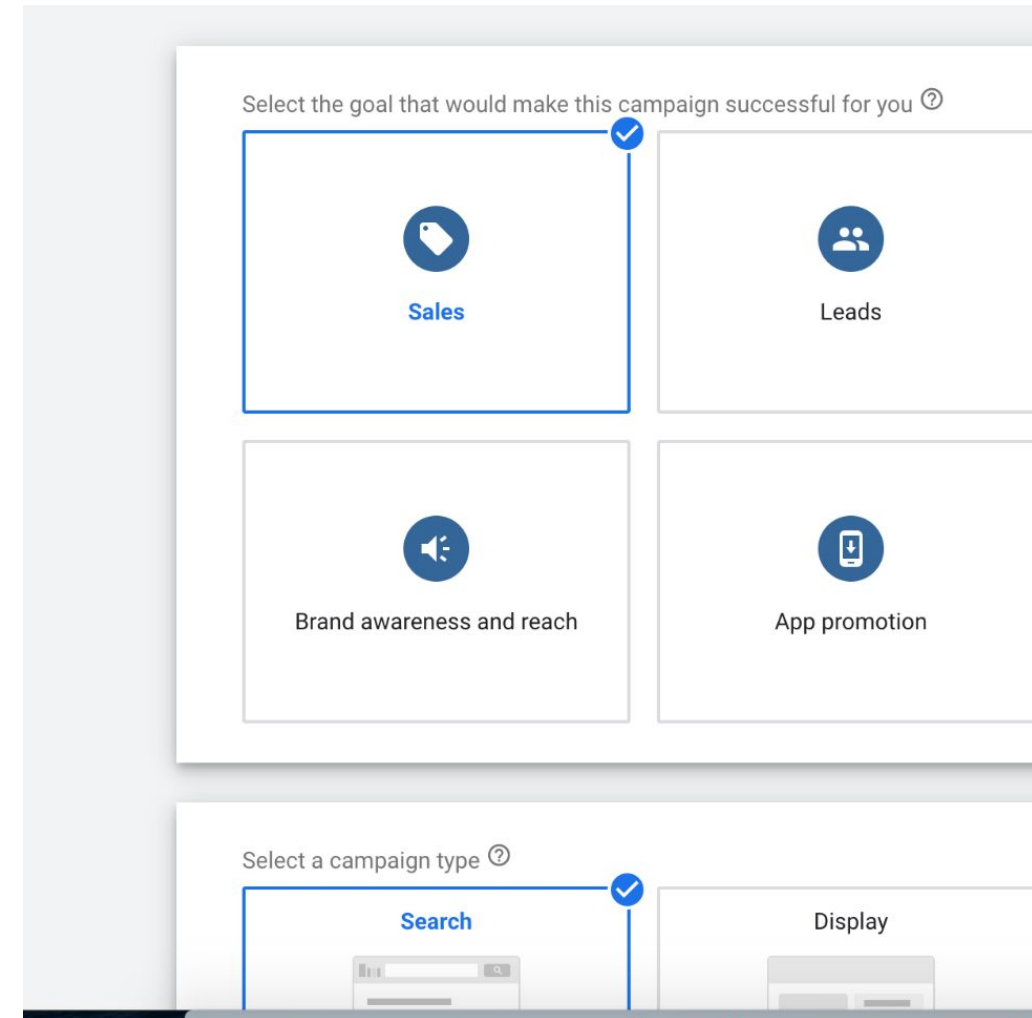 Select the goal that would make this campaign successful for you
Sales
Leads
Brand awareness and reach
App promotion
Select a campaign type
Search
Display